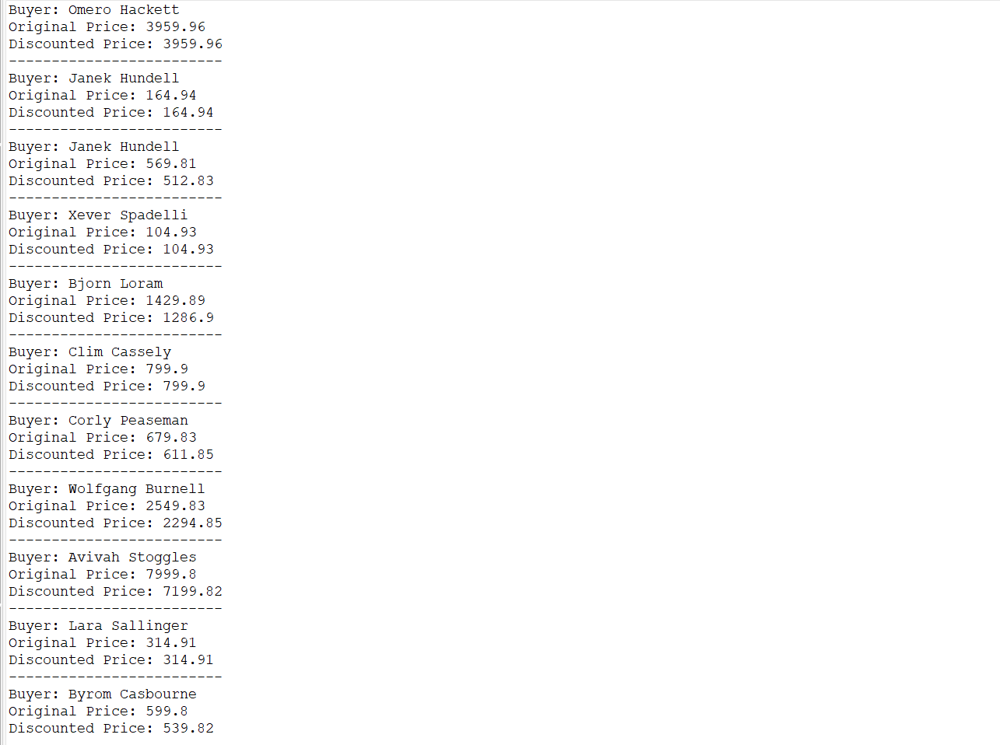 Buyer: Omero Hackett
Original Price: 3959.96
Discounted Price: 3959.96
-------------------------
Buyer: Janek Hundell
Original Price: 164.94
Discounted Price: 164.94
-------------------------
Buyer: Janek Hundell
Original Price: 569.81
Discounted Price: 512.83
-------------------------
Buyer: Xever Spadelli
Original Price: 104.93
Discounted Price: 104.93
-------------------------
Buyer: Bjorn Loram
Original Price: 1429.89
Discounted Price: 1286.9
-------------------------
Buyer: Clim Cassely
Original Price: 799.9
Discounted Price: 799.9
-------------------------
Buyer: Corly Peaseman
Original Price: 679.83
Discounted Price: 611.85
-------------------------
Buyer: Wolfgang Burnell
Original Price: 2549.83
Discounted Price: 2294.85
-------------------------
Buyer: Avivah Stoggles
Original Price: 7999.8
Discounted Price: 7199.82
-------------------------
Buyer: Lara Sallinger
Original Price: 314.91
Discounted Price: 314.91
-------------------------
Buyer: Byrom Casbourne
Original Price: 599.8
Discounted Price: 539.82